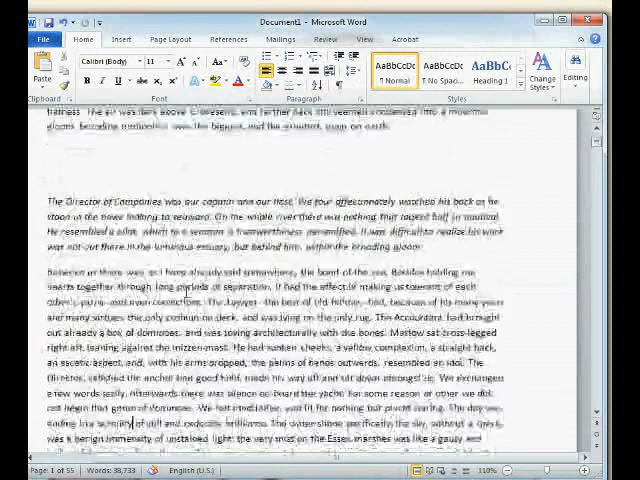 Document1 - Microsoft Word
File Home Insert Page Layout References Mailings Review View Acrobat
Calibri (Body) 11
Paste
Clipboard Font Paragraph Styles Editing
AaBbCcDc AaBbCcDc AaBbC
¶ Normal ¶ No Spac... Heading 1 Change Styles
gloom, brooding motionless over the biggest, and the greatest, town on earth.
The Director of Companies was our captain and our host. We four affectionately watched his back as he
stood in the bows looking to seaward. On the whole river there was nothing that looked half so nautical.
He resembled a pilot, which to a seaman is trustworthiness personified. It was difficult to realize his work
was not out there in the luminous estuary, but behind him, within the brooding gloom.
Between us there was, as I have already said somewhere, the bond of the sea. Besides holding our
hearts together through long periods of separation, it had the effect of making us tolerant of each
other's yarns and even convictions. The Lawyer the best of old fellows had, because of his many years
and many virtues, the only cushion on deck, and was lying on the only rug. The Accountant had brought
out already a box of dominoes, and was toying architecturally with the bones. Marlow sat cross-legged
right aft, leaning against the mizzen-mast. He had sunken cheeks, a yellow complexion, a straight back,
an ascetic aspect, and, with his arms dropped, the palms of hands outwards, resembled an idol. The
Director, satisfied the anchor had good hold, made his way aft and sat down amongst us. We exchanged
a few words lazily. Afterwards there was silence on board the yacht. For some reason or other we did
not begin that game of dominoes. We felt meditative, and fit for nothing but placid staring. The day was
ending in a serenity of still and exquisite brilliance. The water shone pacifically; the sky, without a speck,
was a benign immensity of unstained light; the very mist on the Essex marshes was like a gauzy and
Page: 1 of 55 Words: 38,733 English (U.S.) 110%